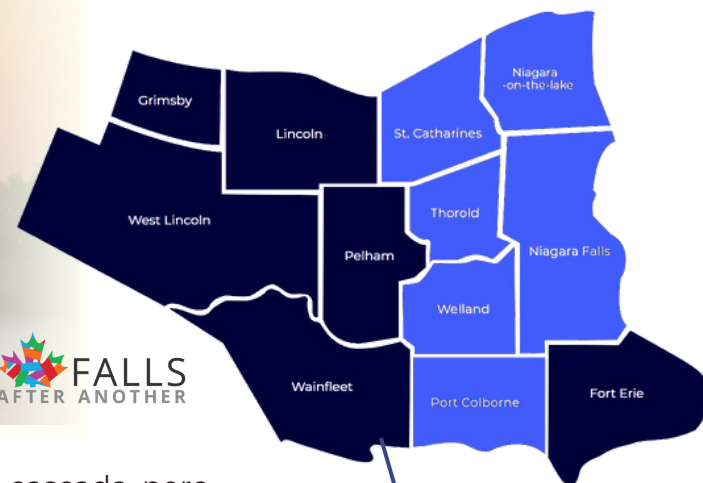 Niagara
-on-the-lake
Grimsby
Lincoln
St. Catharines
West Lincoln
Thorold
Pelham
Niagara Falls
Welland
FALLS
AFTER ANOTHER
Wainfleet
Port Colborne
Fort Erie